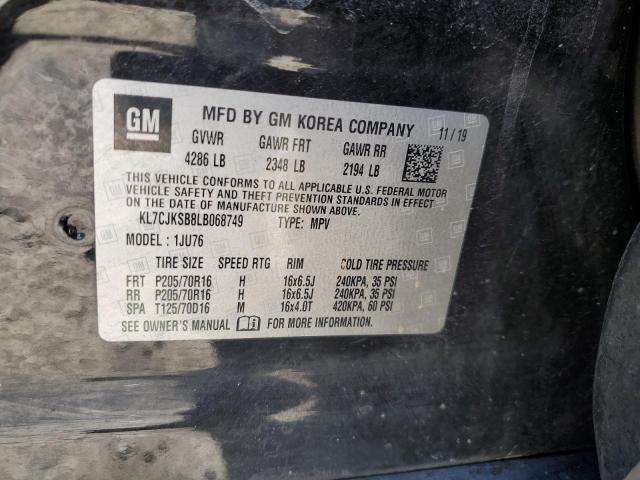 GM MFD BY GM KOREA COMPANY 11/19
GVWR GAWR FRT GAWR RR
4286 LB 2348 LB 2194 LB
THIS VEHICLE CONFORMS TO ALL APPLICABLE U.S. FEDERAL MOTOR
VEHICLE SAFETY AND THEFT PREVENTION STANDARDS IN EFFECT
ON THE DATE OF MANUFACTURE SHOWN ABOVE.
KL7CJKSB8LB068749 TYPE: MPV
MODEL: 1JU76
TIRE SIZE SPEED RTG RIM COLD TIRE PRESSURE
FRT P205/70R16 H 16x6.5J 240KPA, 35 PSI
RR P205/70R16 H 16x6.5J 240KPA, 35 PSI
SPA T125/70D16 M 16x4.0T 420KPA, 60 PSI
SEE OWNER'S MANUAL FOR MORE INFORMATION.